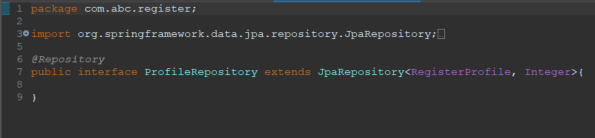 1 package com.abc.register;
2
3 import org.springframework.data.jpa.repository.JpaRepository;
5
6 @Repository
7 public interface ProfileRepository extends JpaRepository<RegisterProfile, Integer>{
8
9 }